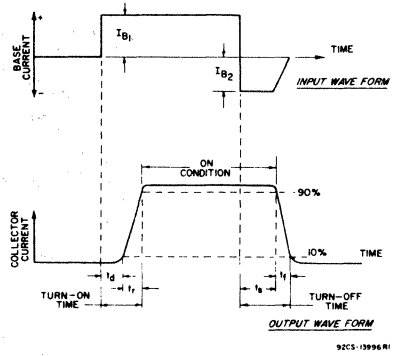 BASE
CURRENT
+
-
IB1
IB2
TIME
INPUT WAVE FORM
COLLECTOR
CURRENT
ON
CONDITION
90%
10%
TIME
td
tr
ts
tf
TURN-ON
TIME
TURN-OFF
TIME
OUTPUT WAVE FORM
92CS-13996R1